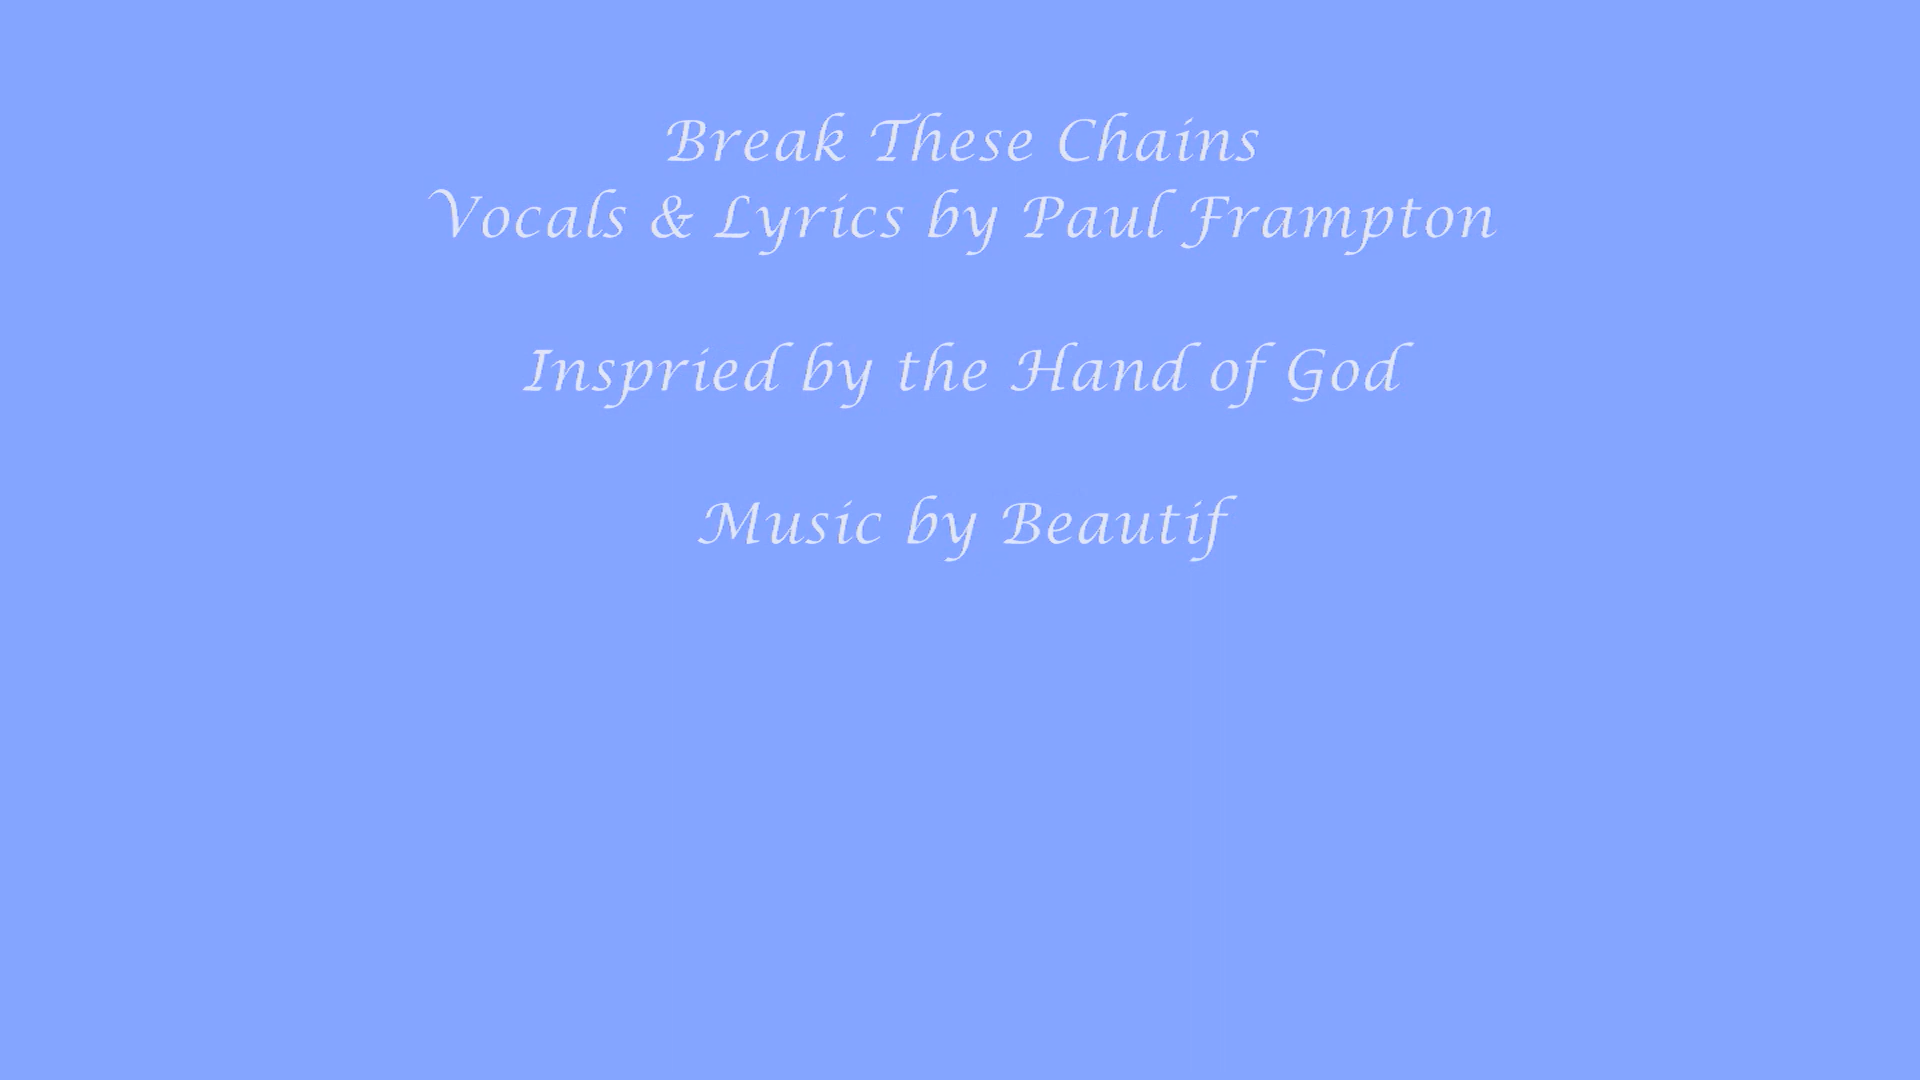 Break These Chains
Vocals & Lyrics by Paul Frampton
Inspried by the Hand of God
Music by Beautif